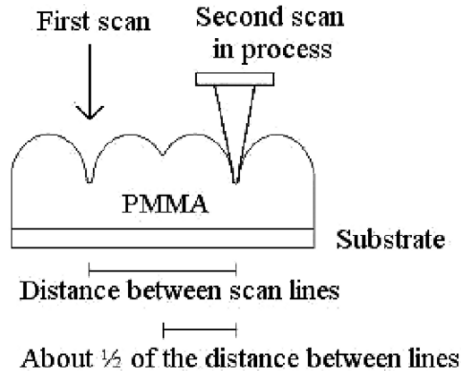 First scan
Second scan
in process
PMMA
Substrate
Distance between scan lines
About ½ of the distance between lines